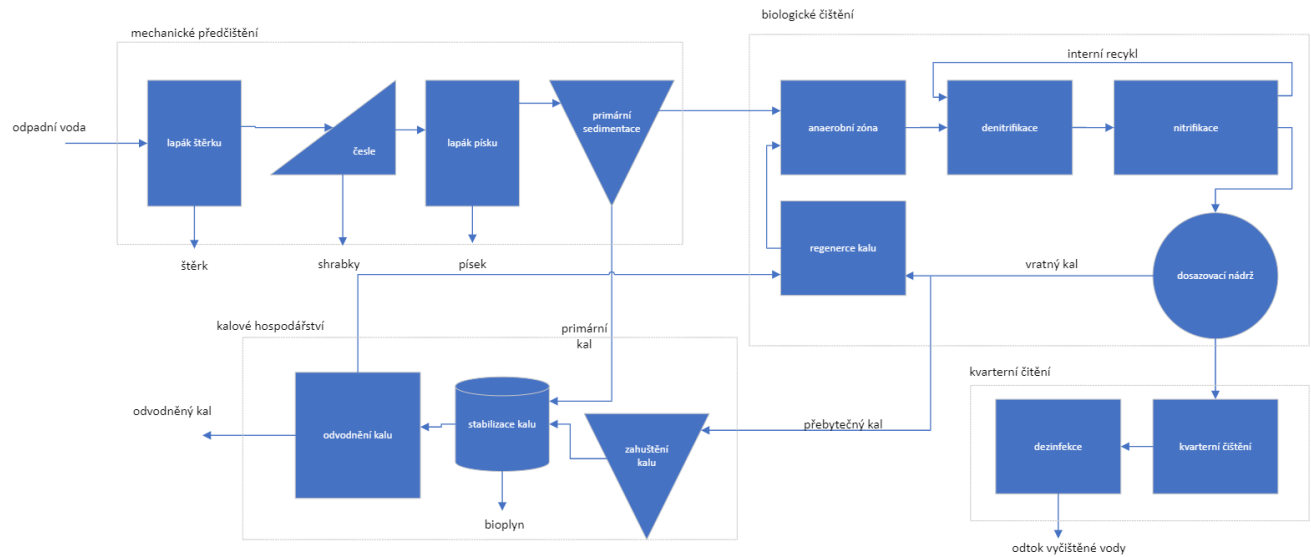 biologické čištění
mechanické předčištění
interní recykl
odpadní voda
lapák štěrku
česle
lapák písku
primární
sedimentace
anaerobní zóna
denitrifikace
nitrifikace
štěrk
shrabky
písek
regenerce kalu
vratný kal
dosazovací nádrž
kalové hospodářství
primární
kal
kvarterní čitění
odvodněný kal
odvodnění kalu
stabilizace kalu
zahuštění
kalu
přebytečný kal
dezinfekce
kvarterní čištění
bioplyn
odtok vyčištěné vody